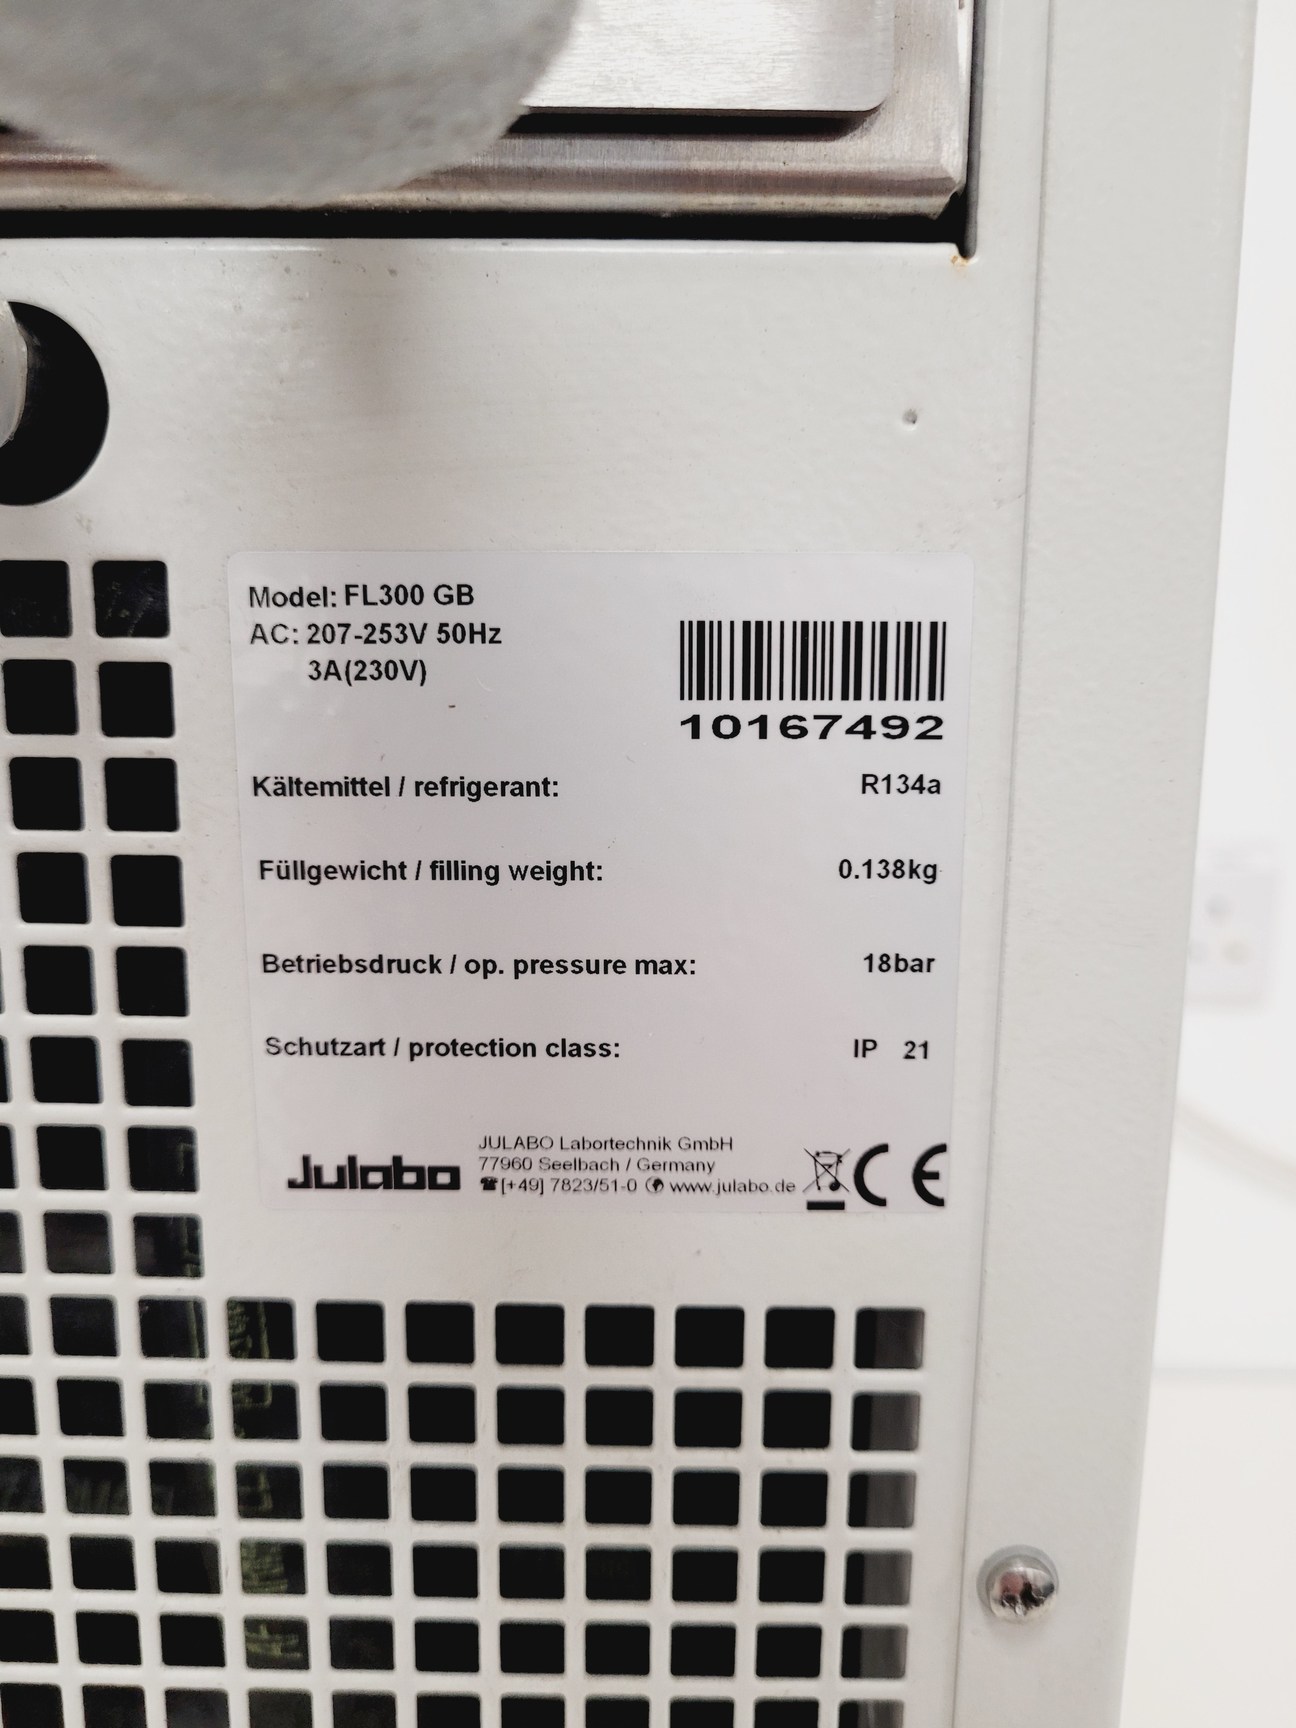 Model: FL300 GB
AC: 207-253V 50Hz
3A(230V)
10167492
Kältemittel / refrigerant: R134a
Füllgewicht / filling weight: 0.138kg
Betriebsdruck / op. pressure max: 18bar
Schutzart / protection class: IP 21
Julabo
JULABO Labortechnik GmbH
77960 Seelbach / Germany
☎[+49] 7823/51-0 www.julabo.de
CE